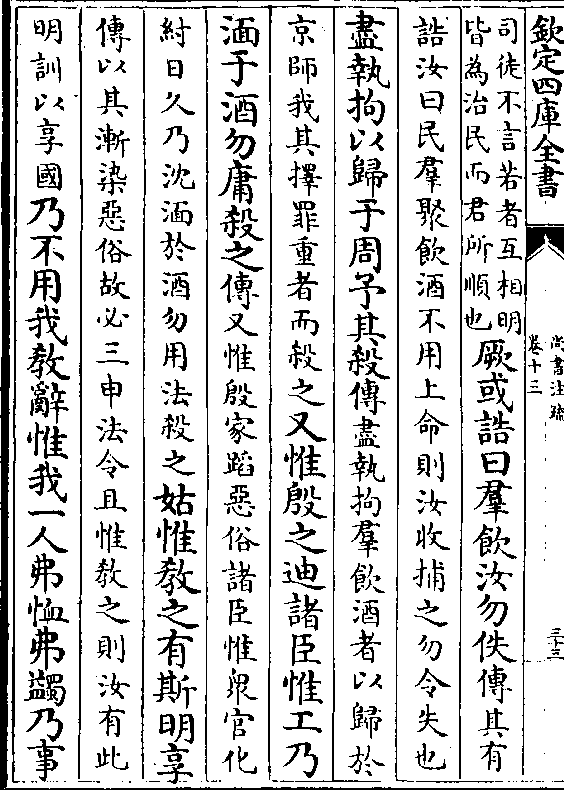 欽定四庫全書
尚書注疏
卷十三
三十三
司徒不言若者互相明
皆為治民而君所順也
厥或誥曰羣飲汝勿佚傳其有
誥汝曰民羣聚飲酒不用上命則汝收捕之勿令失也
盡執拘以歸于周予其殺傳盡執拘羣飲酒者以歸於
京師我其擇罪重者而殺之又惟殷之迪諸臣惟工乃
湎于酒勿庸殺之傳又惟殷家蹈惡俗諸臣惟衆官化
紂日久乃沈湎於酒勿用法殺之姑惟敎之有斯明享
傳以其漸染惡俗故必三申法令且惟敎之則汝有此
明訓以享國乃不用我敎辭惟我一人弗恤弗蠲乃事